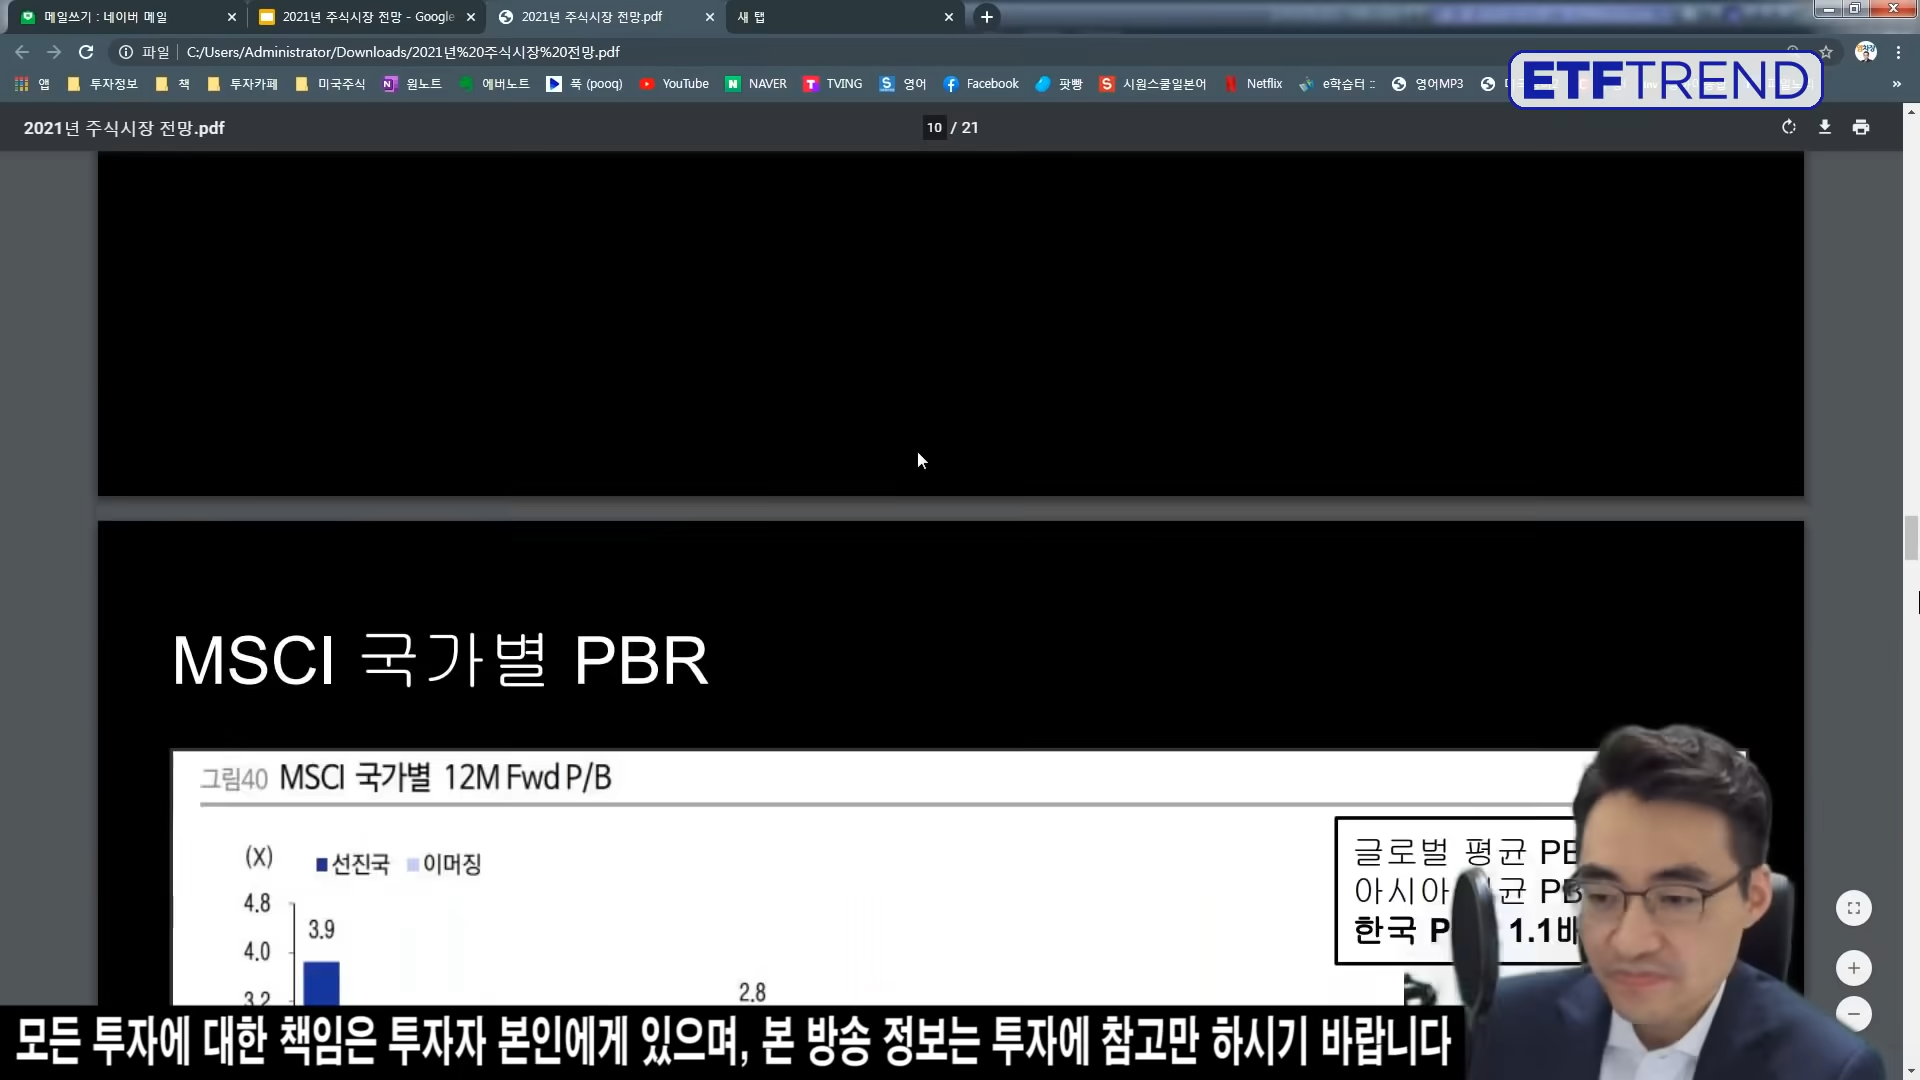 메일쓰기 : 네이버 메일
2021년 주식시장 전망 - Google
2021년 주식시장 전망.pdf
새 탭
파일
C:/Users/Administrator/Downloads/2021년%20주식시장%20전망.pdf
앱 투자정보 책 투자카페 미국주식 원노트 에버노트 푹 (pooq) YouTube NAVER TVING 영어 Facebook 팟빵 시원스쿨일본어 Netflix e학습터 :: 영어MP3
ETFTREND
2021년 주식시장 전망.pdf
10 / 21
MSCI 국가별 PBR
그림40 MSCI 국가별 12M Fwd P/B
(X)
선진국 이머징
글로벌 평균
아시아
한국 1.1배
4.8
3.9
4.0
2.8
3.2
모든 투자에 대한 책임은 투자자 본인에게 있으며, 본 방송 정보는 투자에 참고만 하시기 바랍니다